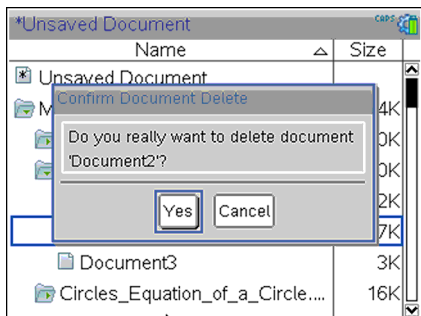 *Unsaved Document
CAPS
Name Size
Unsaved Document
Confirm Document Delete
M 4K
Do you really want to delete document
'Document2'?
0K
0K
Yes Cancel
2K
7K
Document3 3K
Circles_Equation_of_a_Circle.... 16K